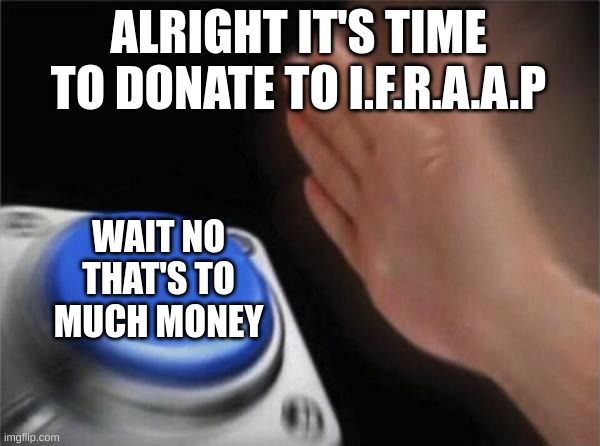 ALRIGHT IT'S TIME
TO DONATE TO I.F.R.A.A.P
WAIT NO
THAT'S TO
MUCH MONEY
imgflip.com